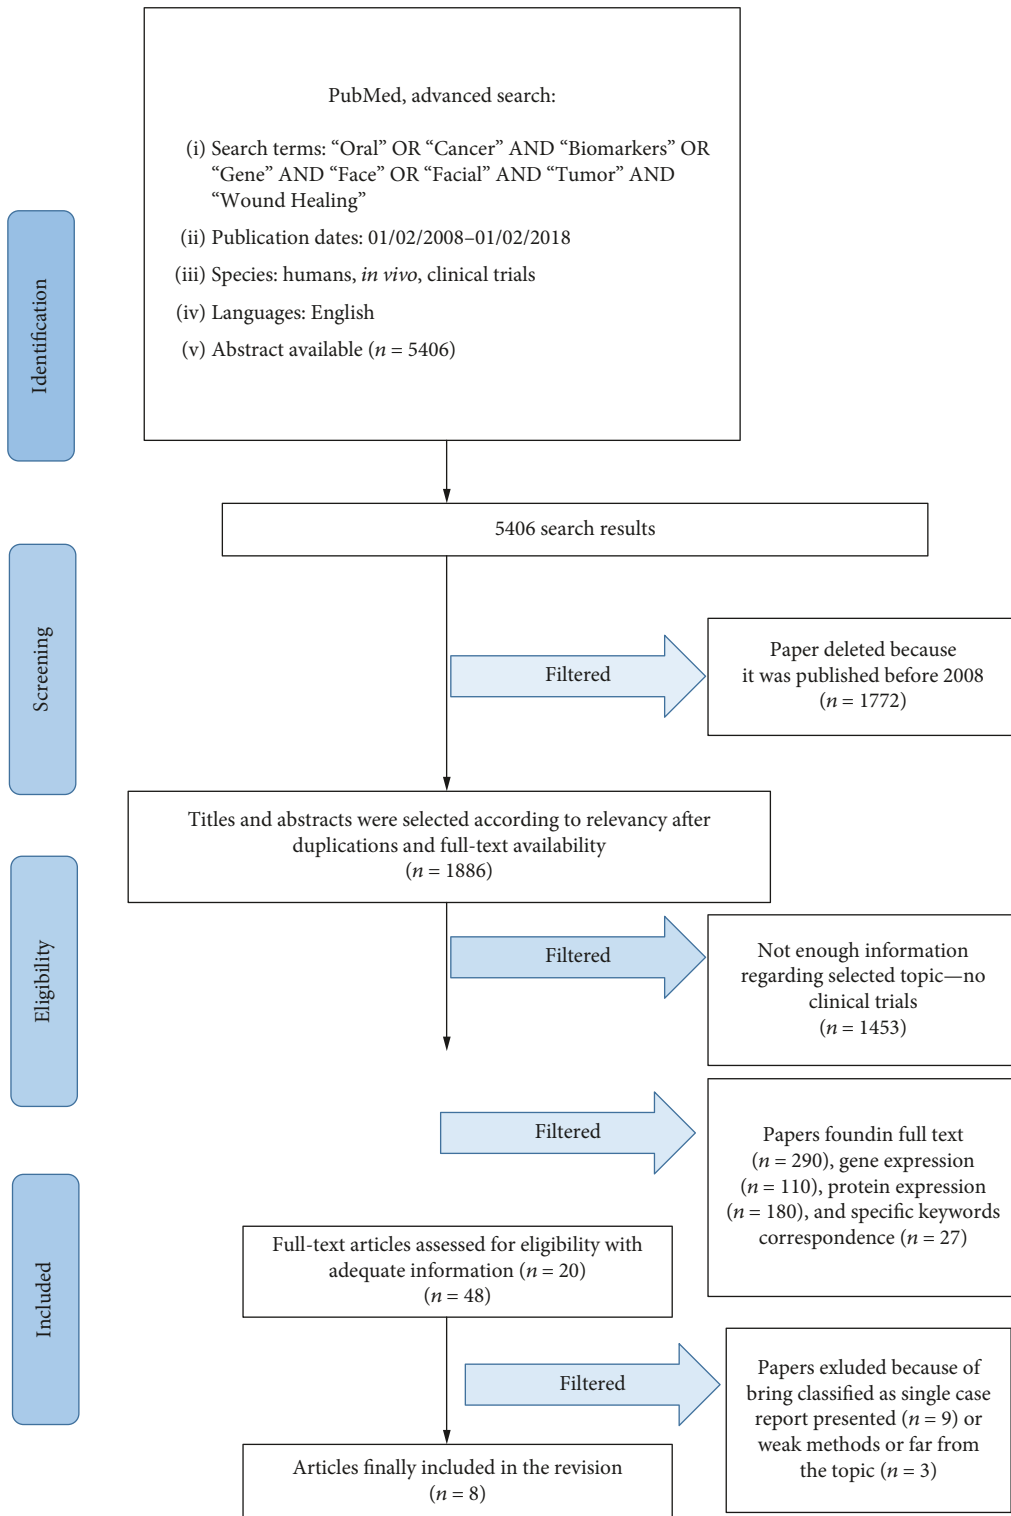 PubMed, advanced search:
(i) Search terms: “Oral” OR “Cancer” AND “Biomarkers” OR
“Gene” AND “Face” OR “Facial” AND “Tumor” AND
“Wound Healing”
(ii) Publication dates: 01/02/2008–01/02/2018
(iii) Species: humans, in vivo, clinical trials
(iv) Languages: English
(v) Abstract available (n = 5406)
Identification
5406 search results
Screening
Filtered
Paper deleted because
it was published before 2008
(n = 1772)
Titles and abstracts were selected according to relevancy after
duplications and full-text availability
(n = 1886)
Eligibility
Filtered
Not enough information
regarding selected topic—no
clinical trials
(n = 1453)
Filtered
Papers foundin full text
(n = 290), gene expression
(n = 110), protein expression
(n = 180), and specific keywords
correspondence (n = 27)
Included
Full-text articles assessed for eligibility with
adequate information (n = 20)
(n = 48)
Filtered
Papers exluded because of
bring classified as single case
report presented (n = 9) or
weak methods or far from
the topic (n = 3)
Articles finally included in the revision
(n = 8)